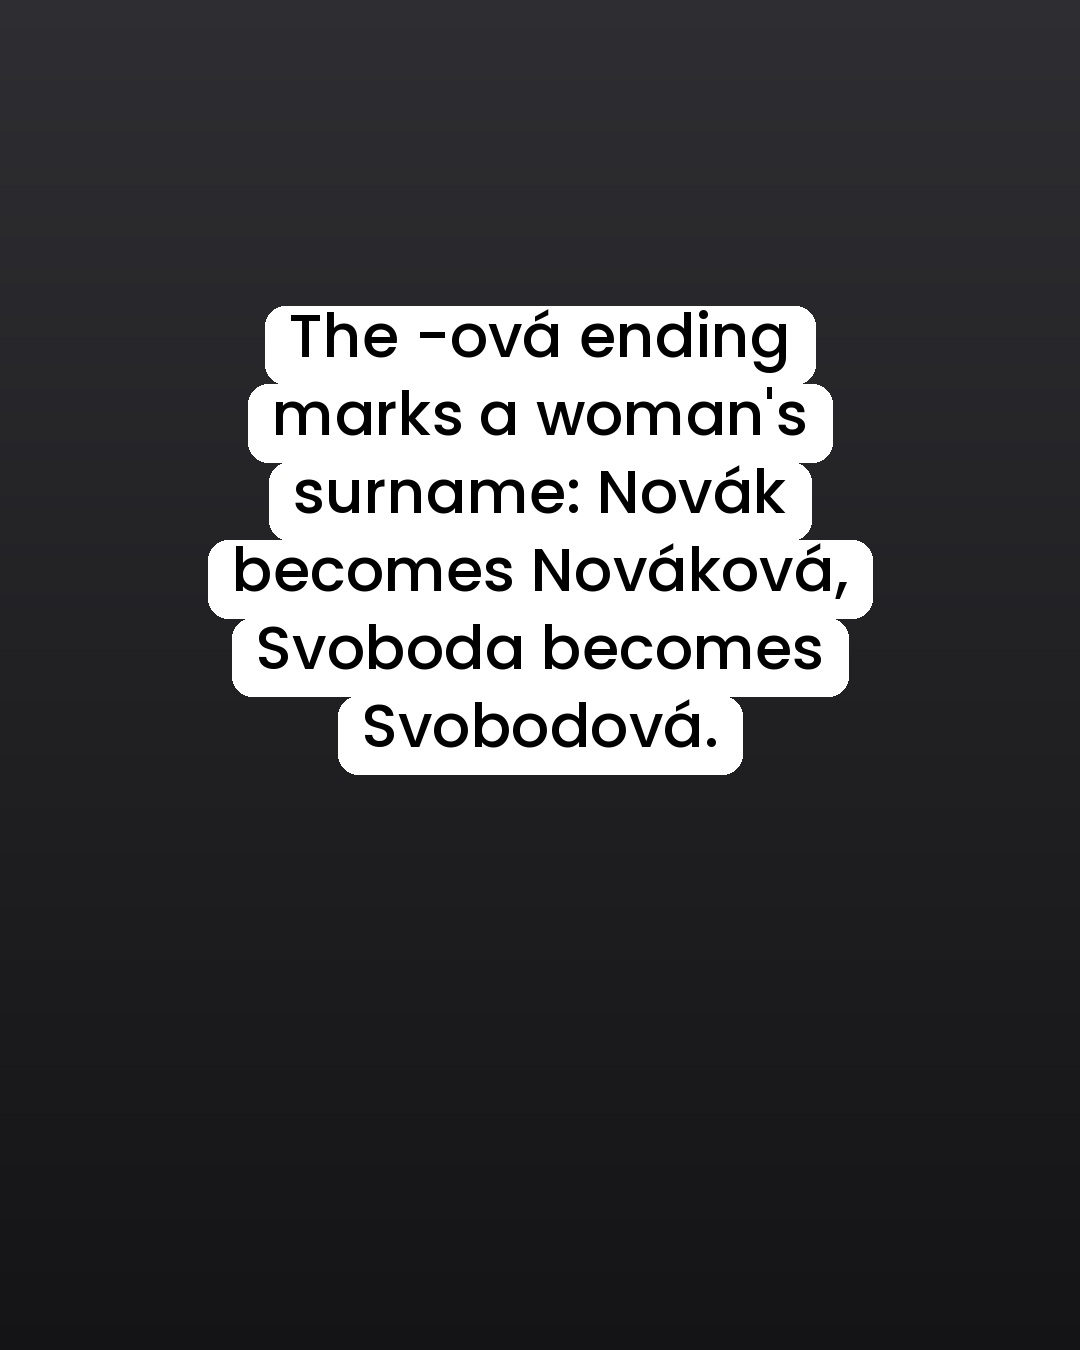 The -ová ending
marks a woman's
surname: Novák
becomes Nováková,
Svoboda becomes
Svobodová.